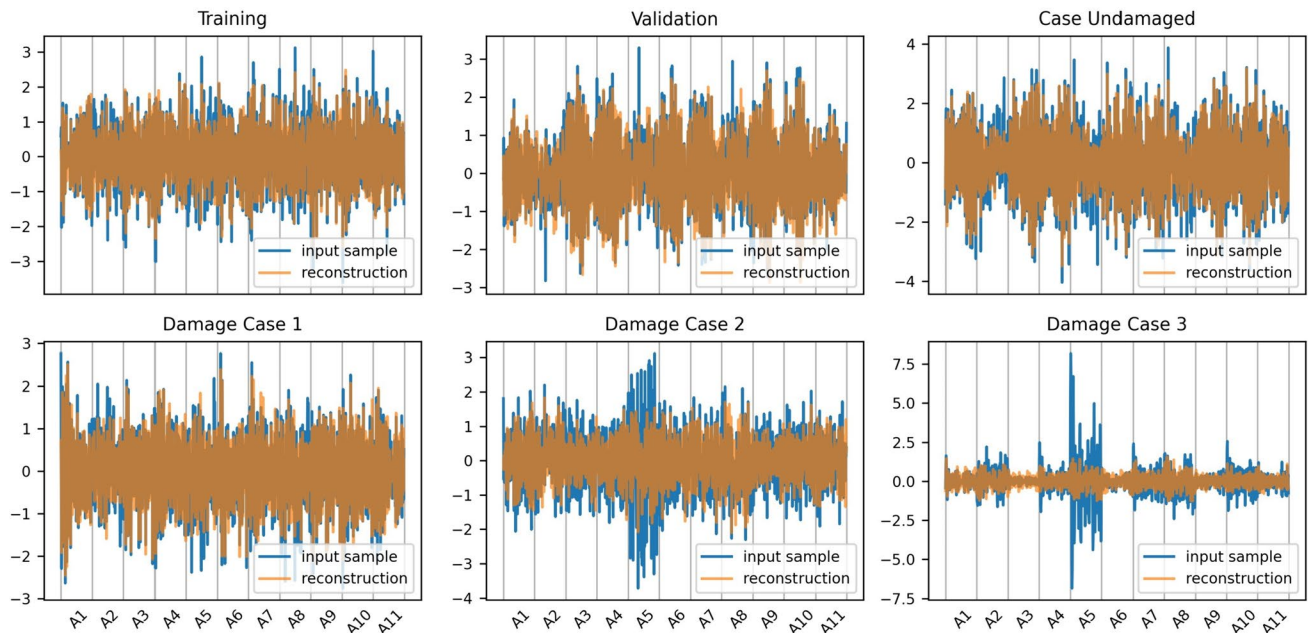 Training
3
2
1
0
−1
−2
−3
input sample
reconstruction
Validation
3
2
1
0
−1
−2
−3
input sample
reconstruction
Case Undamaged
4
2
0
−2
−4
input sample
reconstruction
Damage Case 1
3
2
1
0
−1
−2
−3
input sample
reconstruction
A1 A2 A3 A4 A5 A6 A7 A8 A9 A10 A11
Damage Case 2
3
2
1
0
−1
−2
−3
−4
input sample
reconstruction
A1 A2 A3 A4 A5 A6 A7 A8 A9 A10 A11
Damage Case 3
7.5
5.0
2.5
0.0
−2.5
−5.0
−7.5
input sample
reconstruction
A1 A2 A3 A4 A5 A6 A7 A8 A9 A10 A11